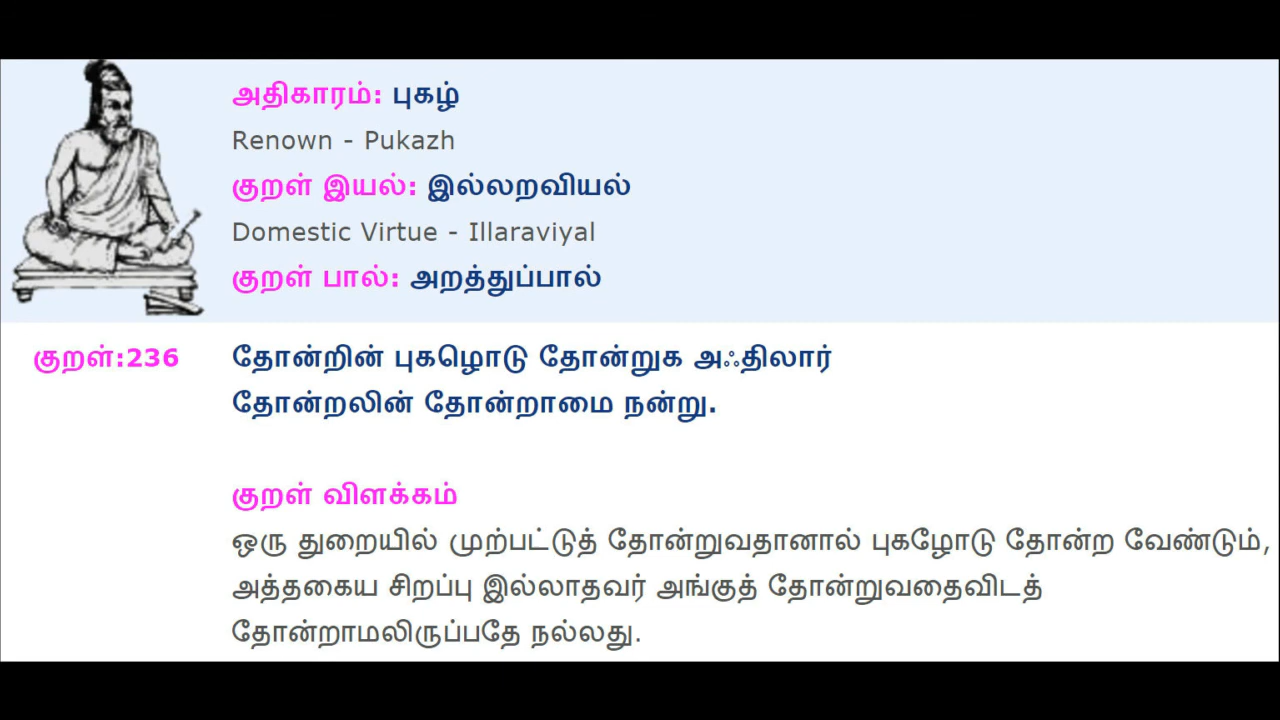 அதிகாரம்: புகழ்
Renown - Pukazh
குறள் இயல்: இல்லறவியல்
Domestic Virtue - Illaraviyal
குறள் பால்: அறத்துப்பால்
குறள்:236 தோன்றின் புகழொடு தோன்றுக அஃதிலார்
தோன்றலின் தோன்றாமை நன்று.
குறள் விளக்கம்
ஒரு துறையில் முற்பட்டுத் தோன்றுவதானால் புகழோடு தோன்ற வேண்டும்,
அத்தகைய சிறப்பு இல்லாதவர் அங்குத் தோன்றுவதைவிடத்
தோன்றாமலிருப்பதே நல்லது.